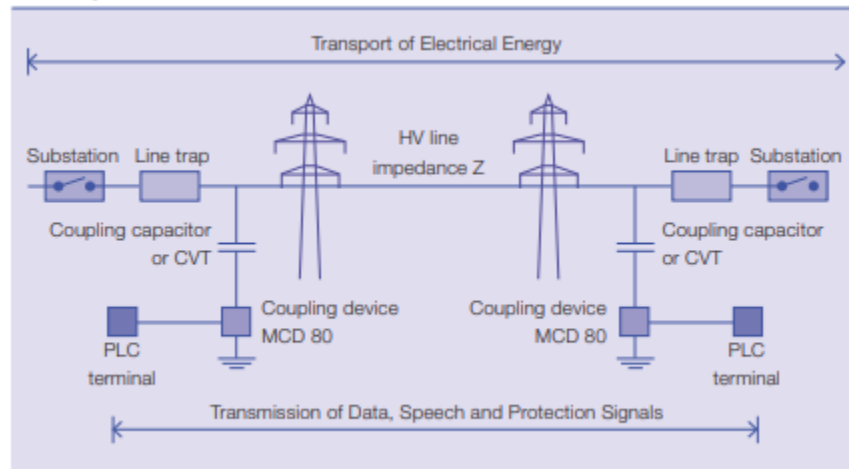 Transport of Electrical Energy
HV line
impedance Z
Substation
Line trap
Line trap
Substation
Coupling capacitor
or CVT
Coupling capacitor
or CVT
Coupling device
MCD 80
Coupling device
MCD 80
PLC
terminal
PLC
terminal
Transmission of Data, Speech and Protection Signals